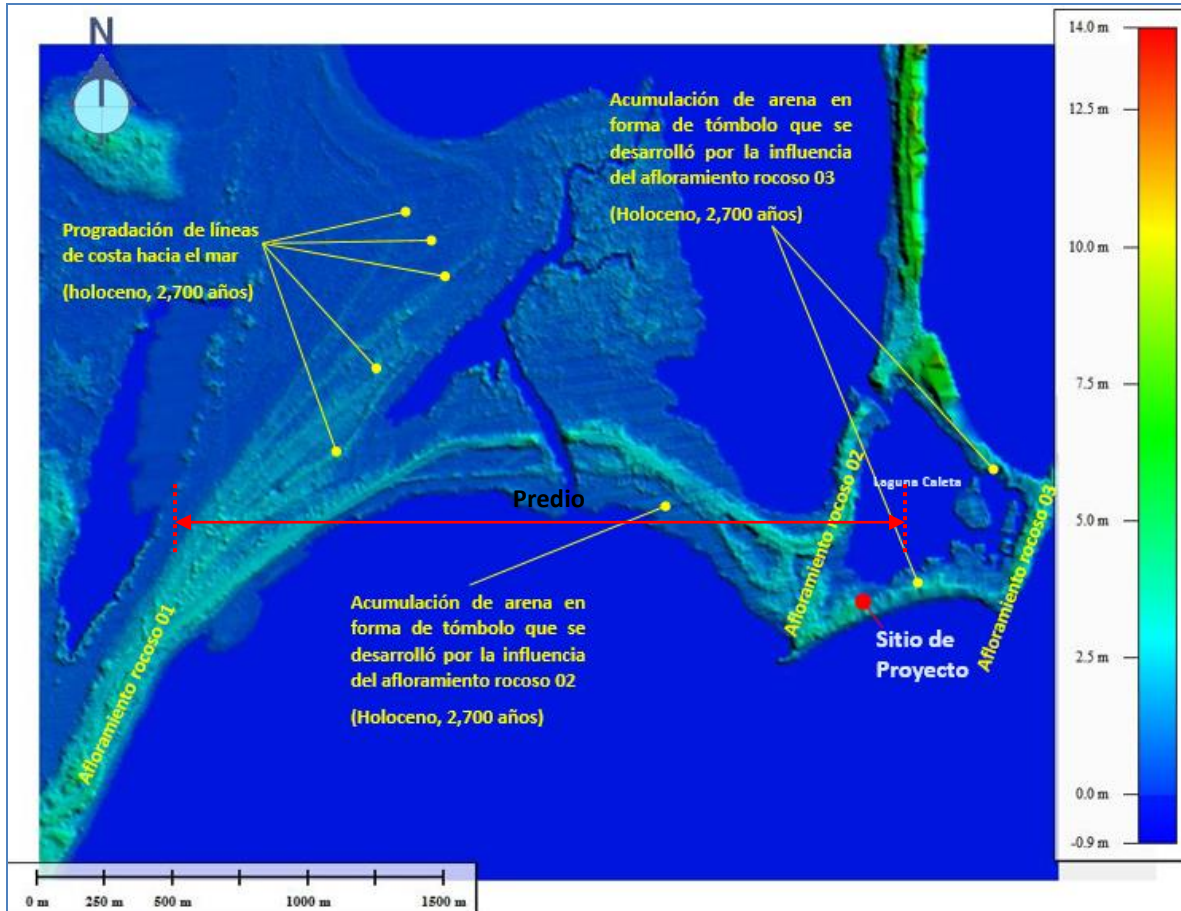 N
Acumulación de arena en
forma de tómbolo que se
desarrolló por la influencia
del afloramiento rocoso 03
(Holoceno, 2,700 años)
Progradación de líneas
de costa hacia el mar
(holoceno, 2,700 años)
Predio
Laguna Caleta
Afloramiento rocoso 01
Afloramiento rocoso 02
Afloramiento rocoso 03
Acumulación de arena en
forma de tómbolo que se
desarrolló por la influencia
del afloramiento rocoso 02
(Holoceno, 2,700 años)
Sitio de
Proyecto
14.0 m
12.5 m
10.0 m
7.5 m
5.0 m
2.5 m
0.0 m
-0.9 m
0 m 250 m 500 m 1000 m 1500 m